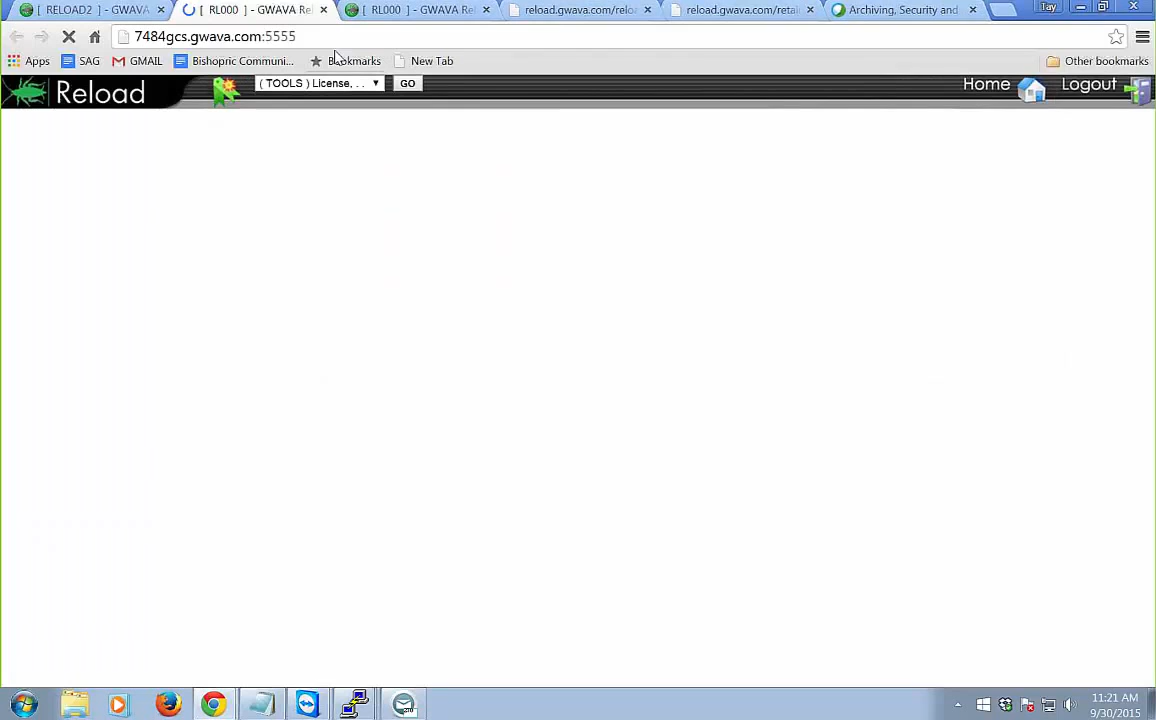 [ RELOAD2 ] - GWAVA
[ RL000 ] - GWAVA Re
[ RL000 ] - GWAVA Re
reload.gwava.com/relo
reload.gwava.com/retai
Archiving, Security and
Tay
7484gcs.gwava.com:5555
Apps
SAG
GMAIL
Bishopric Communi...
Bookmarks
New Tab
Other bookmarks
Reload
( TOOLS ) License, . .
GO
Home
Logout
11:21 AM
9/30/2015